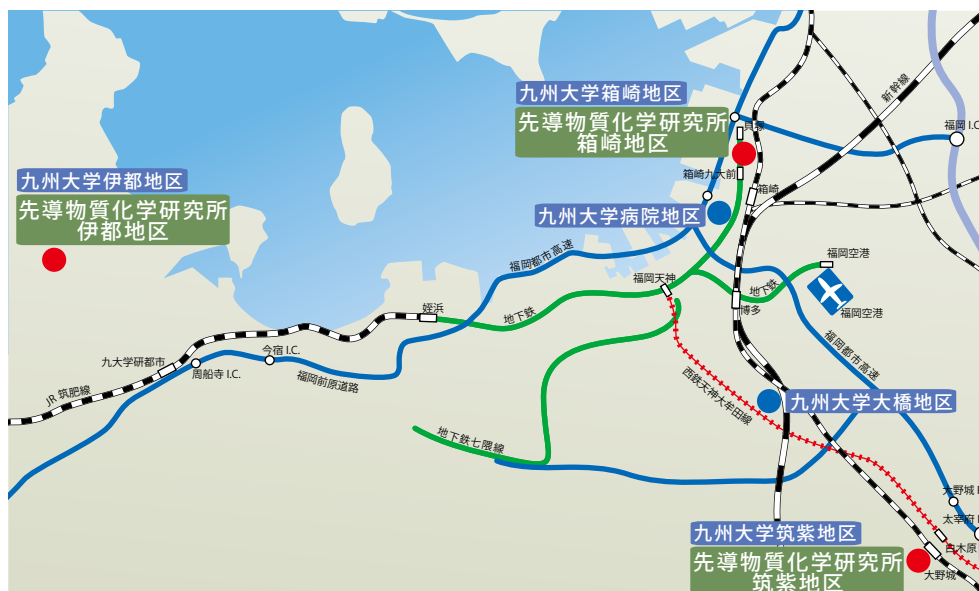 新幹線
九州大学箱崎地区
先導物質化学研究所
箱崎地区
貝塚
福岡 I.C.
箱崎九大前
箱崎
九州大学伊都地区
先導物質化学研究所
伊都地区
九州大学病院地区
福岡都市高速
福岡空港
福岡天神
地下鉄
福岡空港
博多
姪浜
地下鉄
福岡都市高速
今宿 I.C.
九大学研都市
周船寺 I.C.
福岡前原道路
JR 筑肥線
西鉄天神大牟田線
九州大学大橋地区
地下鉄七隈線
大野城 I
太宰府 I
白木原
九州大学筑紫地区
先導物質化学研究所
筑紫地区
大野城